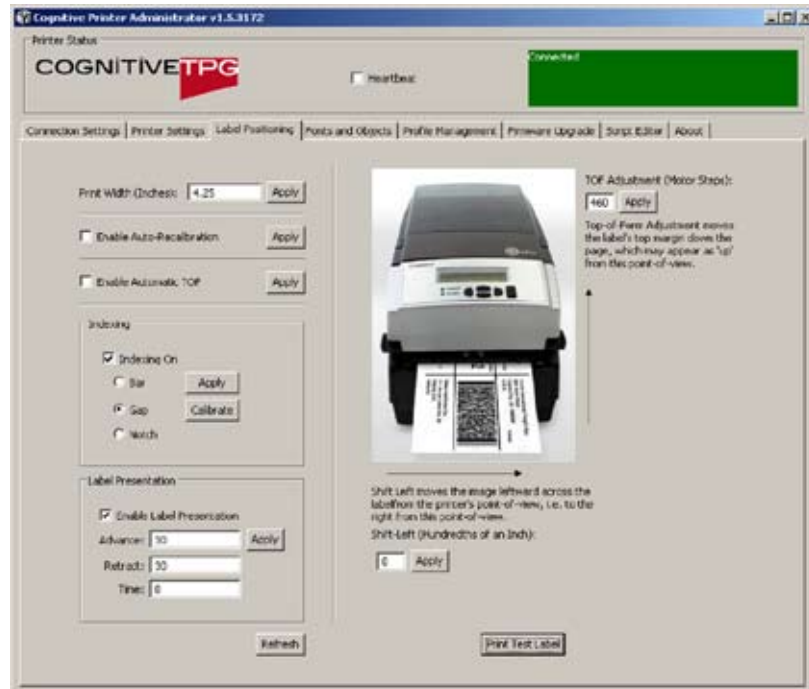 Cognitive Printer Administrator v1.5.3172
Printer Status
COGNITIVETPG
Heartbeat
Connected
Connection Settings Printer Settings Label Positioning Fonts and Objects Profile Management Firmware Upgrade Script Editor About
Print Width (Inches): 4.25 Apply
Enable Auto-Recalibration Apply
Enable Automatic TOF Apply
Indexing
Indexing On
Bar Apply
Gap Calibrate
Notch
Label Presentation
Enable Label Presentation
Advance: Apply
Retract: 30
Time: 0
Refresh
TOF Adjustment (Motor Steps):
460 Apply
Top-of-Form Adjustment moves
the label's top margin down the
page, which may appear as 'up'
from this point-of-view.
Shift Left moves the image leftward across the
labelfrom the printer's point-of-view, i.e. to the
right from this point-of-view.
Shift-Left (Hundredths of an Inch):
0 Apply
Print Test Label